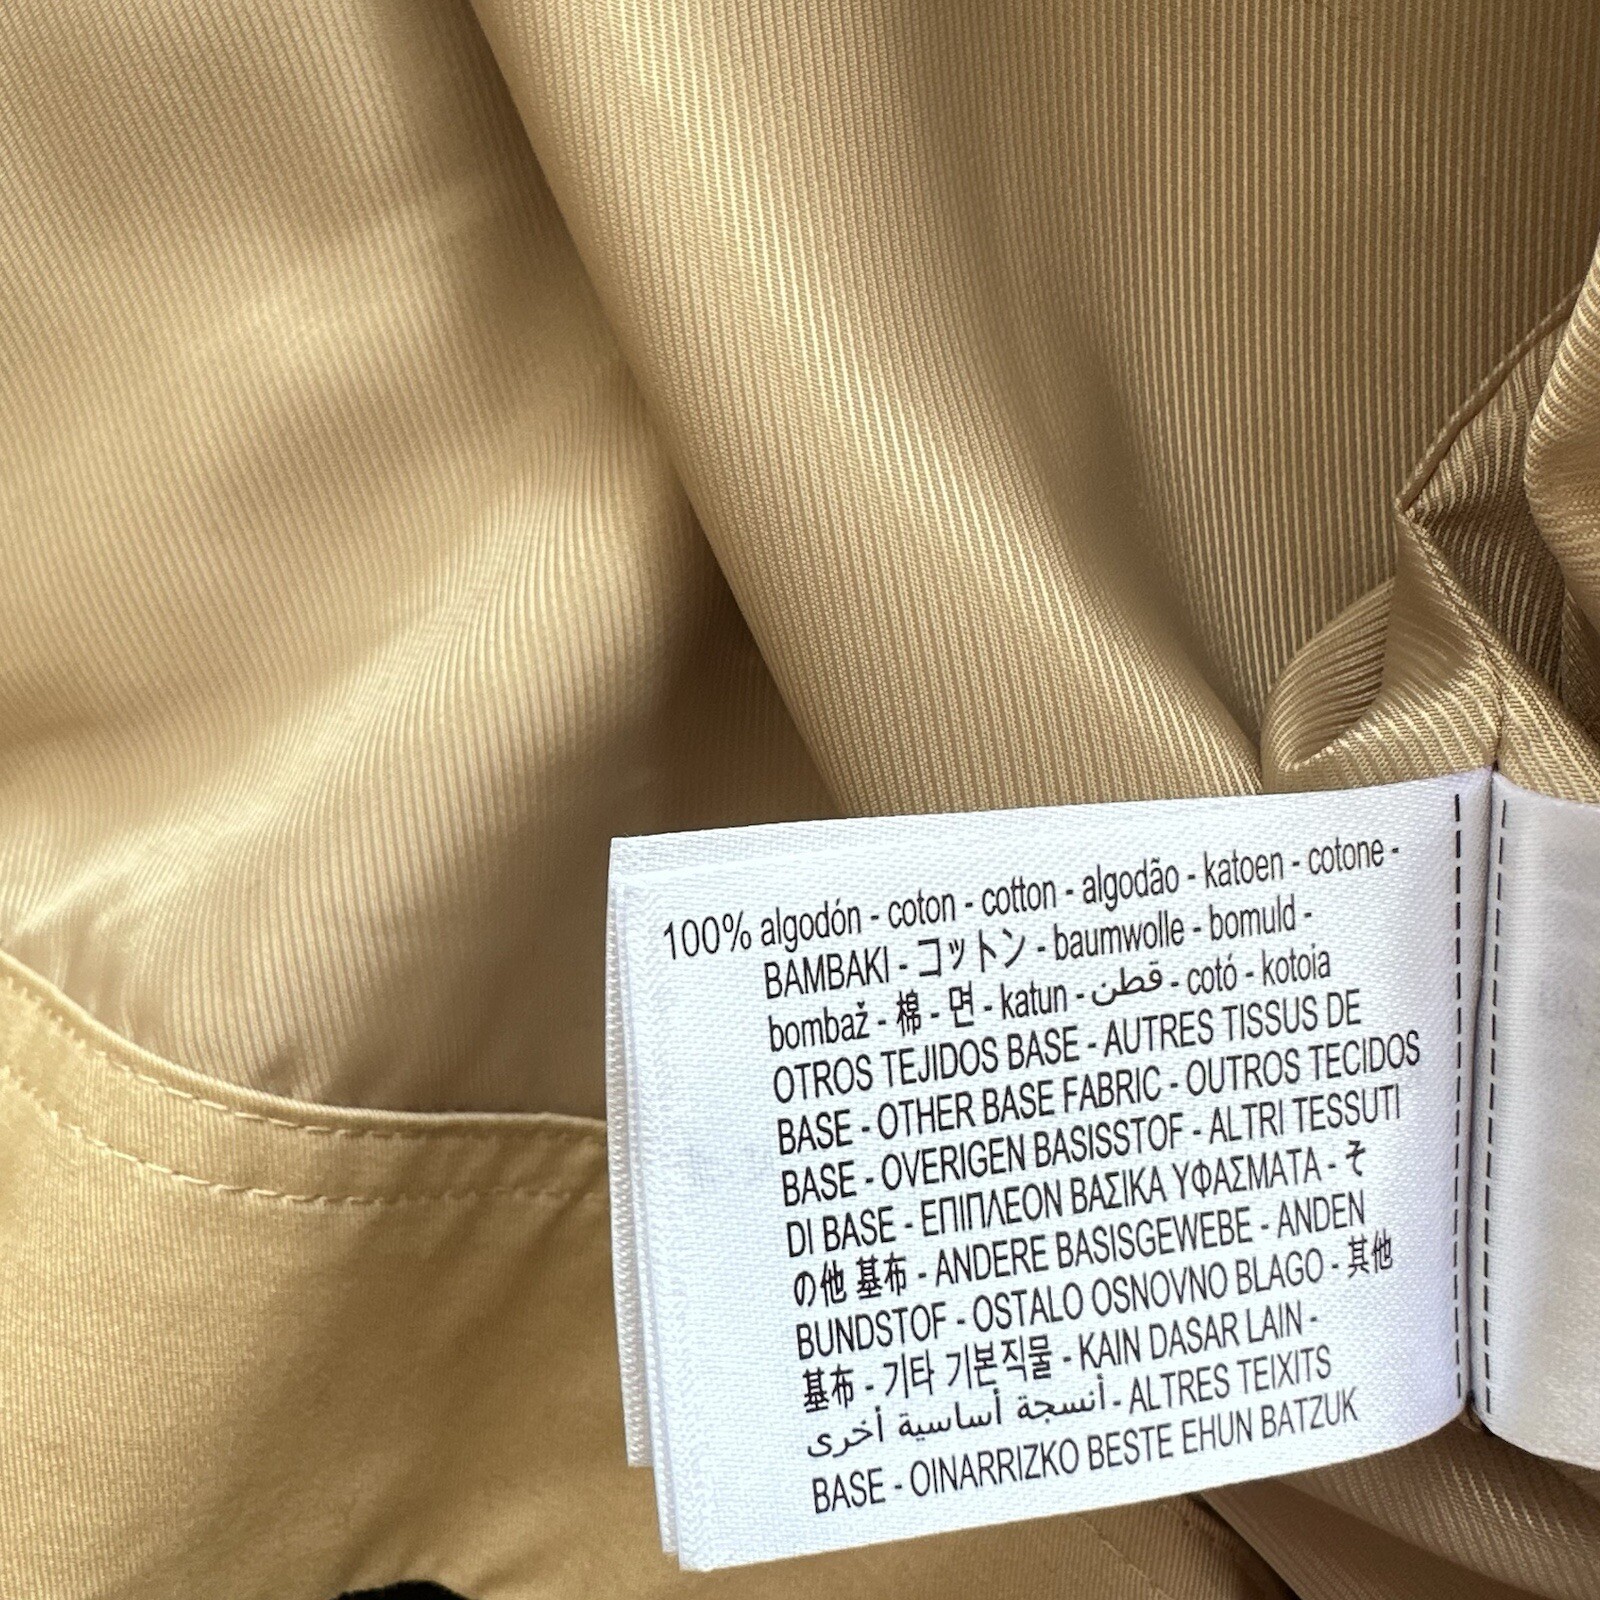 100% algodón - coton - cotton - algodão - katoen - cotone -
BAMBAKI - コットン - baumwolle - bomuld -
bombaž - 棉 - 면 - katun - قطن - cotó - kotoia
OTROS TEJIDOS BASE - AUTRES TISSUS DE
BASE - OTHER BASE FABRIC - OUTROS TECIDOS
BASE - OVERIGEN BASISSTOF - ALTRI TESSUTI
DI BASE - ΕΠΙΠΛΕΟΝ ΒΑΣΙΚΑ ΥΦΑΣΜΑΤΑ - そ
の他 基布 - ANDERE BASISGEWEBE - ANDEN
BUNDSTOF - OSTALO OSNOVNO BLAGO - 其他
基布 - 기타 기본직물 - KAIN DASAR LAIN -
أنسجة أساسية أخرى - ALTRES TEIXITS
BASE - OINARRIZKO BESTE EHUN BATZUK